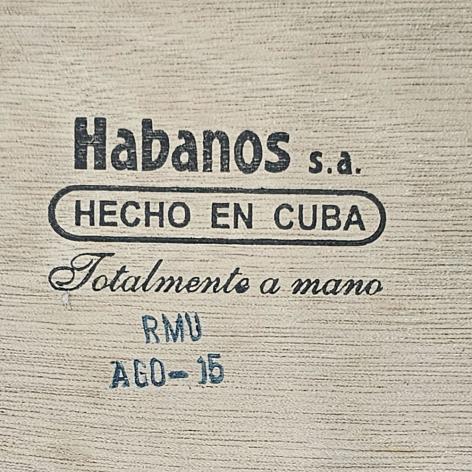 Habanos s.a.
HECHO EN CUBA
Totalmente a mano
RMU
AGO-15